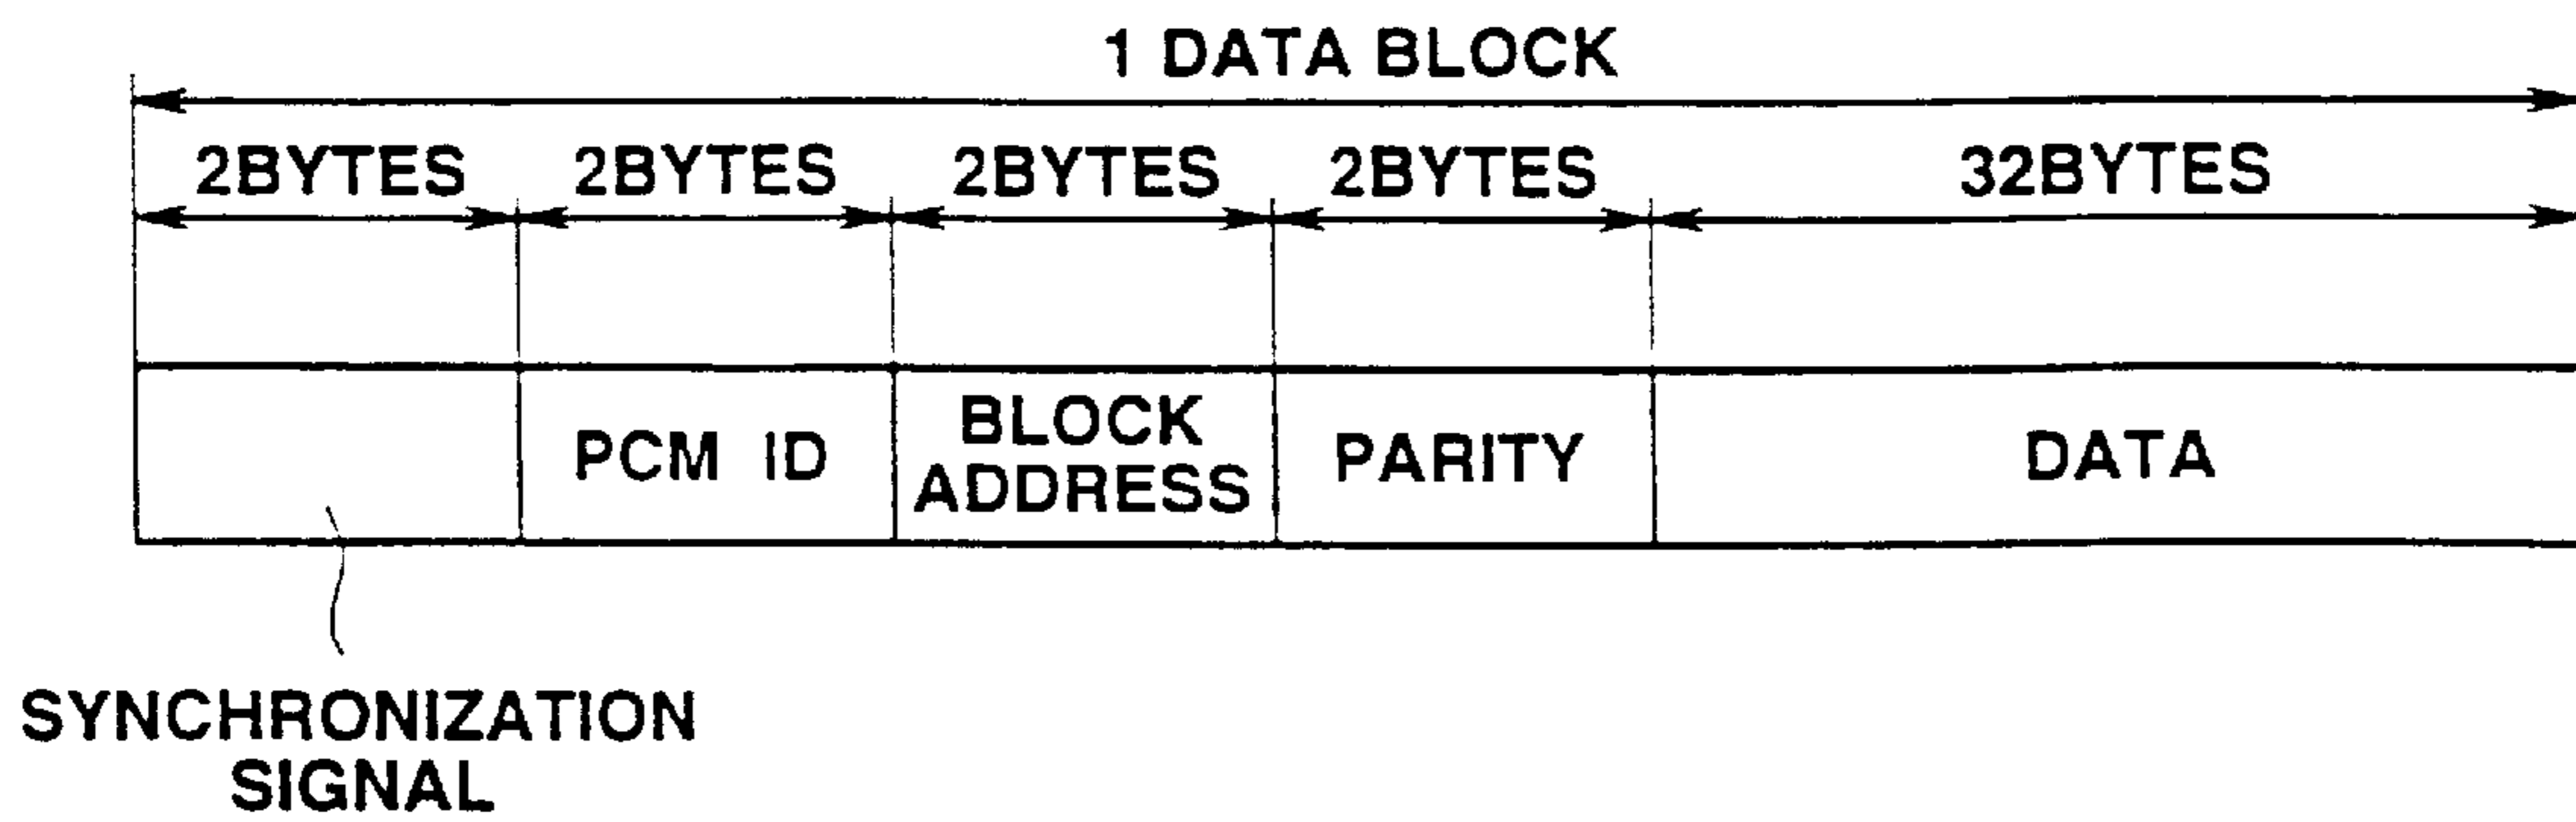 1 DATA BLOCK
2BYTES 2BYTES 2BYTES 2BYTES 32BYTES
PCM ID
BLOCK
ADDRESS
PARITY
DATA
SYNCHRONIZATION
SIGNAL